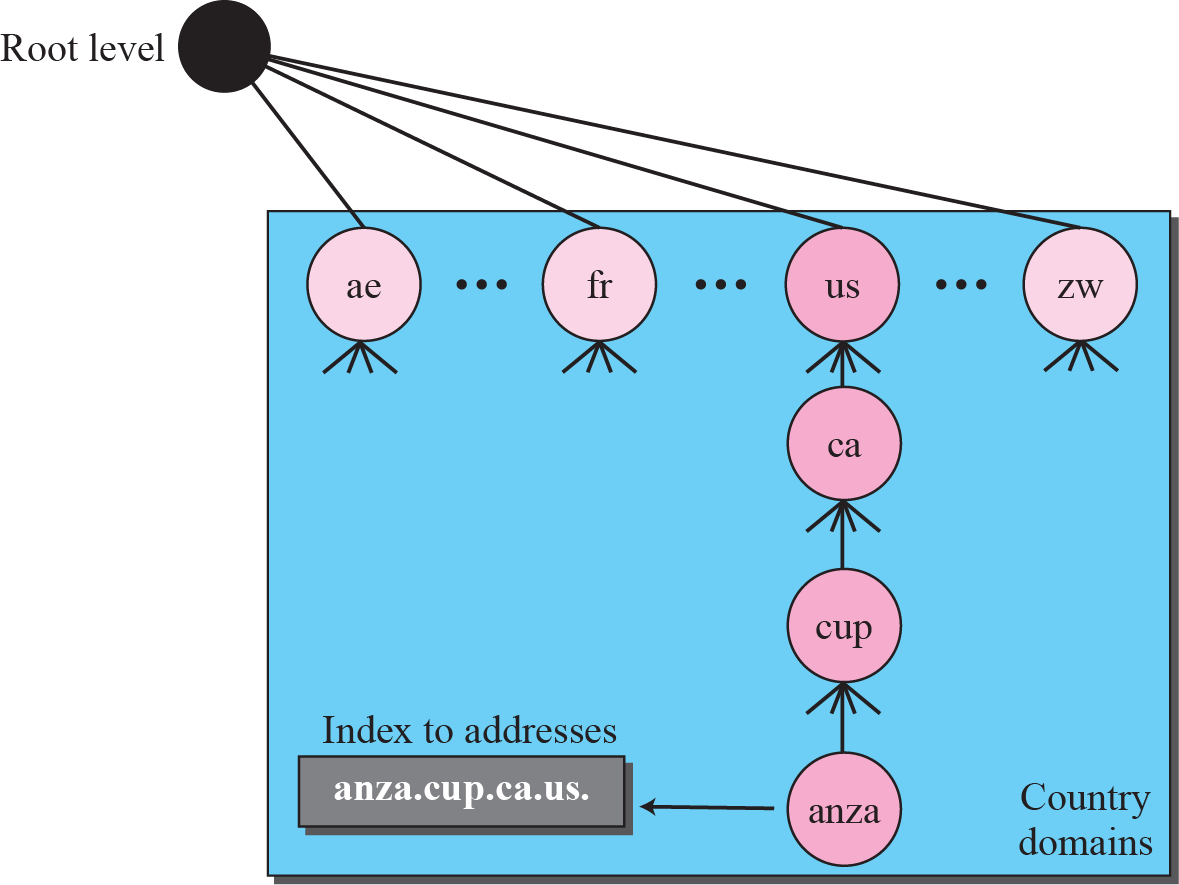 Root level
ae ••• fr ••• us ••• zw
ca
cup
Index to addresses
anza.cup.ca.us.
anza
Country
domains